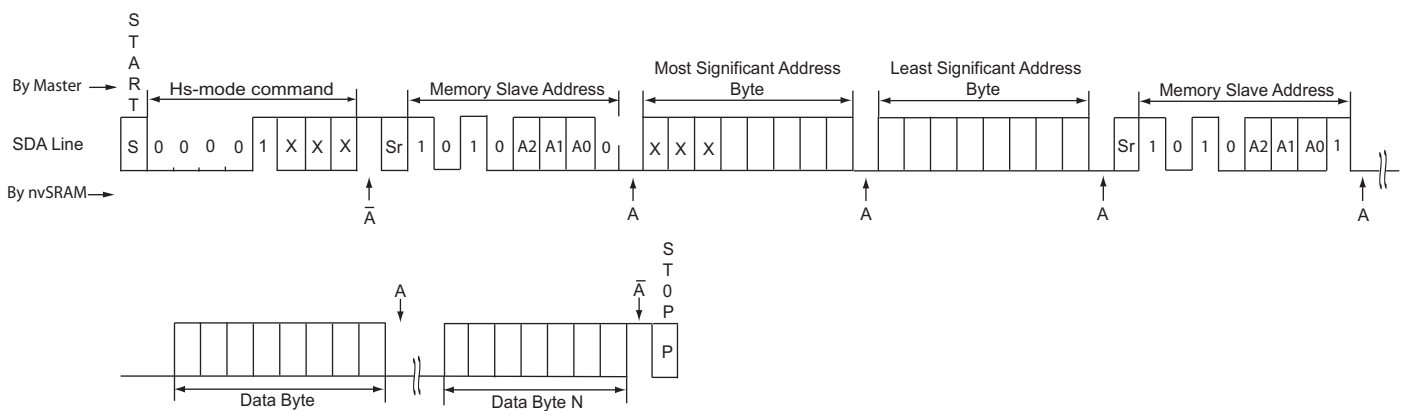 START
By Master
Hs-mode command
Memory Slave Address
Most Significant Address
Byte
Least Significant Address
Byte
Memory Slave Address
SDA Line
S 0 0 0 0 1 X X X Sr 1 0 1 0 A2 A1 A0 0 X X X Sr 1 0 1 0 A2 A1 A0 1
By nvSRAM
A̅ A A A A
A A̅
ST0P
P
Data Byte
Data Byte N